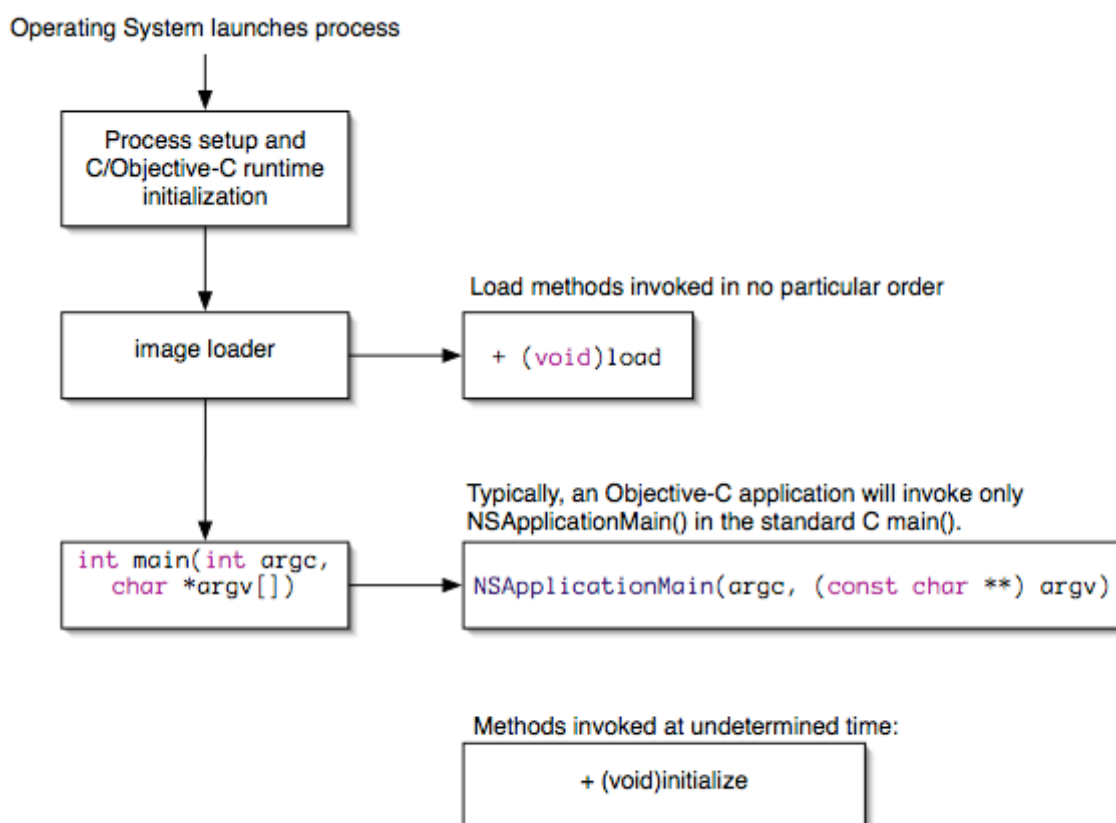 Operating System launches process
Process setup and
C/Objective-C runtime
initialization
Load methods invoked in no particular order
image loader
+ (void)load
Typically, an Objective-C application will invoke only
NSApplicationMain() in the standard C main().
int main(int argc,
char *argv[])
NSApplicationMain(argc, (const char **) argv)
Methods invoked at undetermined time:
+ (void)initialize